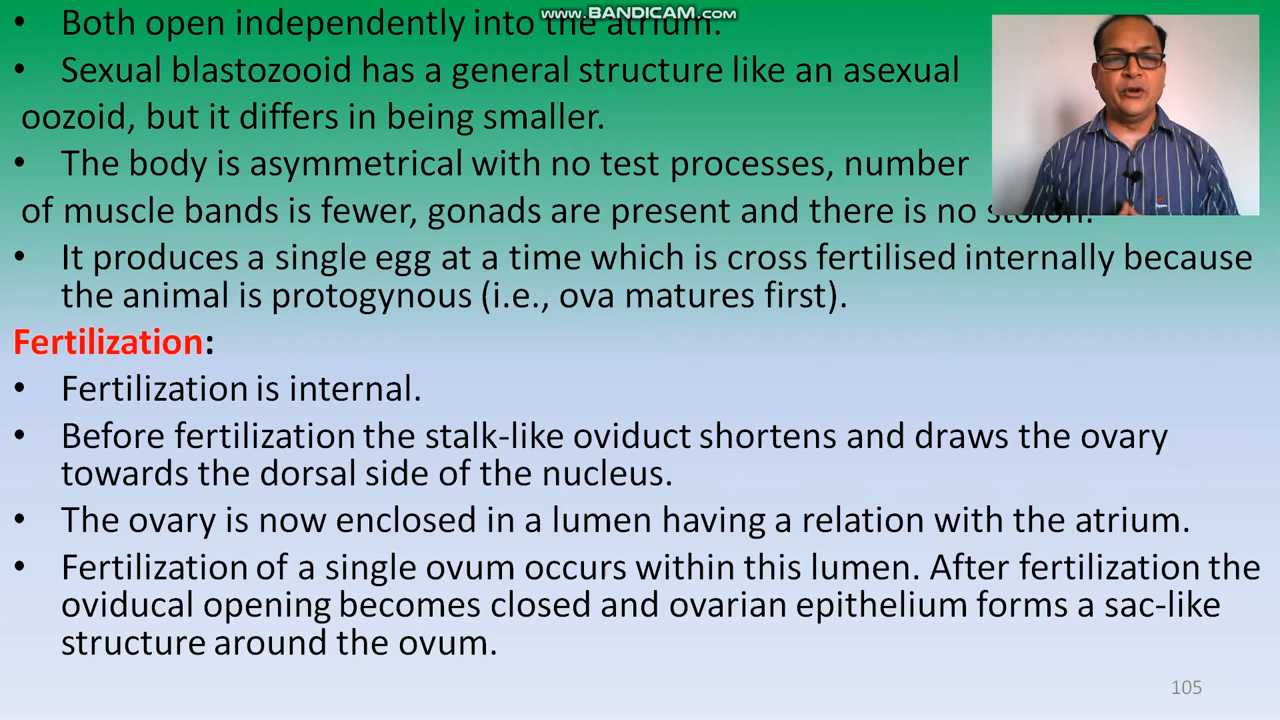 www.BANDICAM.com
• Both open independently into the atrium.
• Sexual blastozooid has a general structure like an asexual
oozoid, but it differs in being smaller.
• The body is asymmetrical with no test processes, number
of muscle bands is fewer, gonads are present and there is no stolon.
• It produces a single egg at a time which is cross fertilised internally because
the animal is protogynous (i.e., ova matures first).
Fertilization:
• Fertilization is internal.
• Before fertilization the stalk-like oviduct shortens and draws the ovary
towards the dorsal side of the nucleus.
• The ovary is now enclosed in a lumen having a relation with the atrium.
• Fertilization of a single ovum occurs within this lumen. After fertilization the
oviducal opening becomes closed and ovarian epithelium forms a sac-like
structure around the ovum.
105